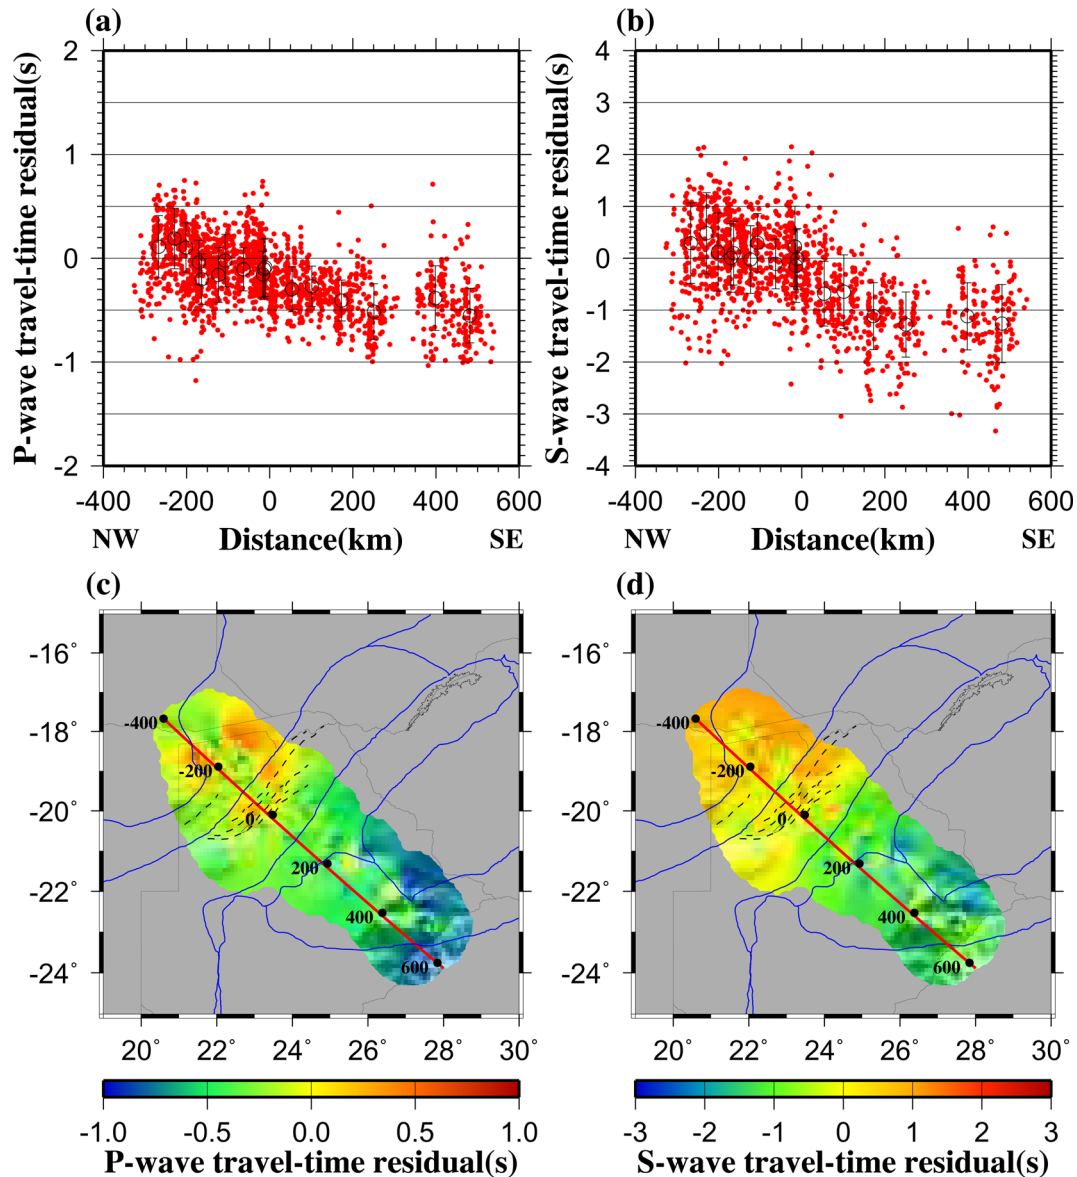 (a)
P-wave travel-time residual(s)
2
1
0
-1
-2
-400 -200 0 200 400 600
NW Distance(km) SE
(b)
S-wave travel-time residual(s)
4
3
2
1
0
-1
-2
-3
-4
-400 -200 0 200 400 600
NW Distance(km) SE
(c)
-16°
-18°
-20°
-22°
-24°
-400
-200
0
200
400
600
20° 22° 24° 26° 28° 30°
-1.0 -0.5 0.0 0.5 1.0
P-wave travel-time residual(s)
(d)
-16°
-18°
-20°
-22°
-24°
-400
-200
0
200
400
600
20° 22° 24° 26° 28° 30°
-3 -2 -1 0 1 2 3
S-wave travel-time residual(s)